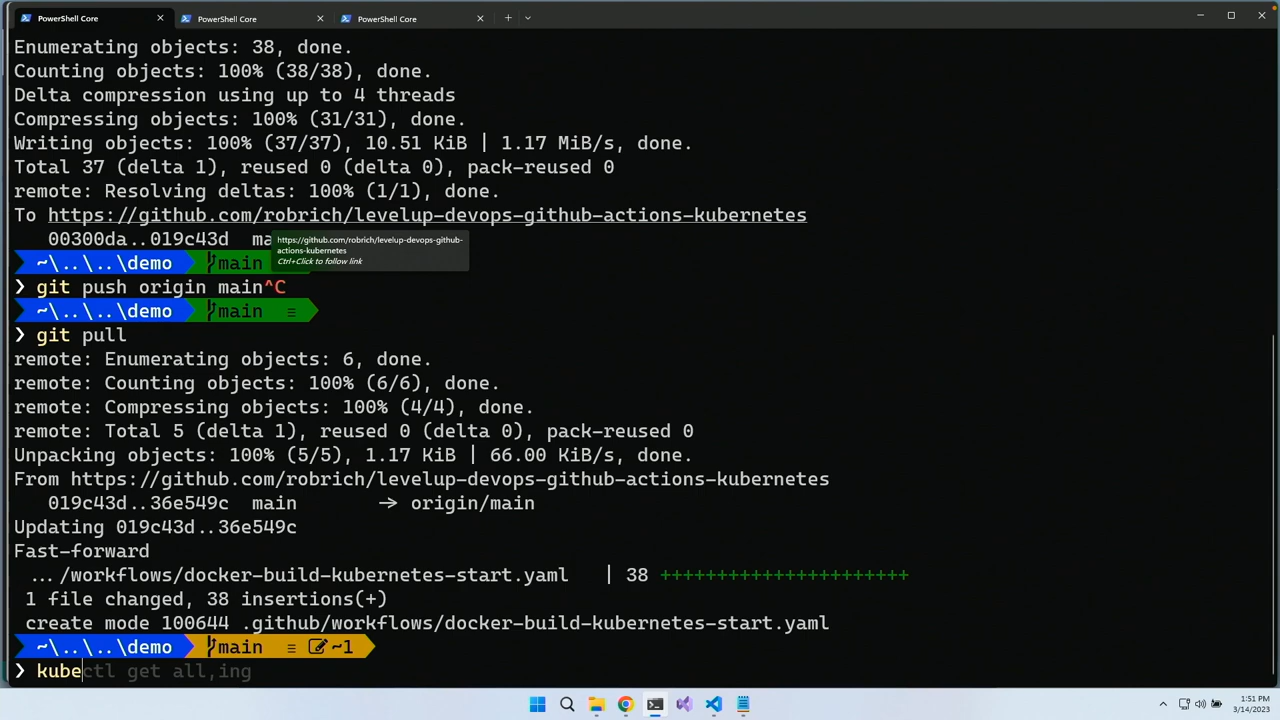 PowerShell Core
PowerShell Core
PowerShell Core
Enumerating objects: 38, done.
Counting objects: 100% (38/38), done.
Delta compression using up to 4 threads
Compressing objects: 100% (31/31), done.
Writing objects: 100% (37/37), 10.51 KiB | 1.17 MiB/s, done.
Total 37 (delta 1), reused 0 (delta 0), pack-reused 0
remote: Resolving deltas: 100% (1/1), done.
To https://github.com/robrich/levelup-devops-github-actions-kubernetes
00300da..019c43d ma
https://github.com/robrich/levelup-devops-github-
actions-kubernetes
Ctrl+Click to follow link
~\..\..\demo main
❯ git push origin main^C
~\..\..\demo main ≡
❯ git pull
remote: Enumerating objects: 6, done.
remote: Counting objects: 100% (6/6), done.
remote: Compressing objects: 100% (4/4), done.
remote: Total 5 (delta 1), reused 0 (delta 0), pack-reused 0
Unpacking objects: 100% (5/5), 1.17 KiB | 66.00 KiB/s, done.
From https://github.com/robrich/levelup-devops-github-actions-kubernetes
019c43d..36e549c main -> origin/main
Updating 019c43d..36e549c
Fast-forward
.../workflows/docker-build-kubernetes-start.yaml | 38 ++++++++++++++++++++++
1 file changed, 38 insertions(+)
create mode 100644 .github/workflows/docker-build-kubernetes-start.yaml
~\..\..\demo main ≡ ~1
❯ kubectl get all,ing
1:51 PM
3/14/2023